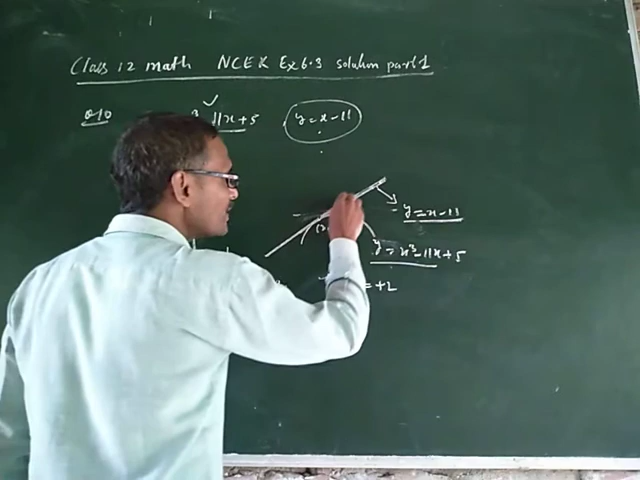 Class 12 math NCER Ex 6.3 solution part 1
Q10 3 11x+5 y = x-11
y = x-11
y = x³-11x+5
= +2